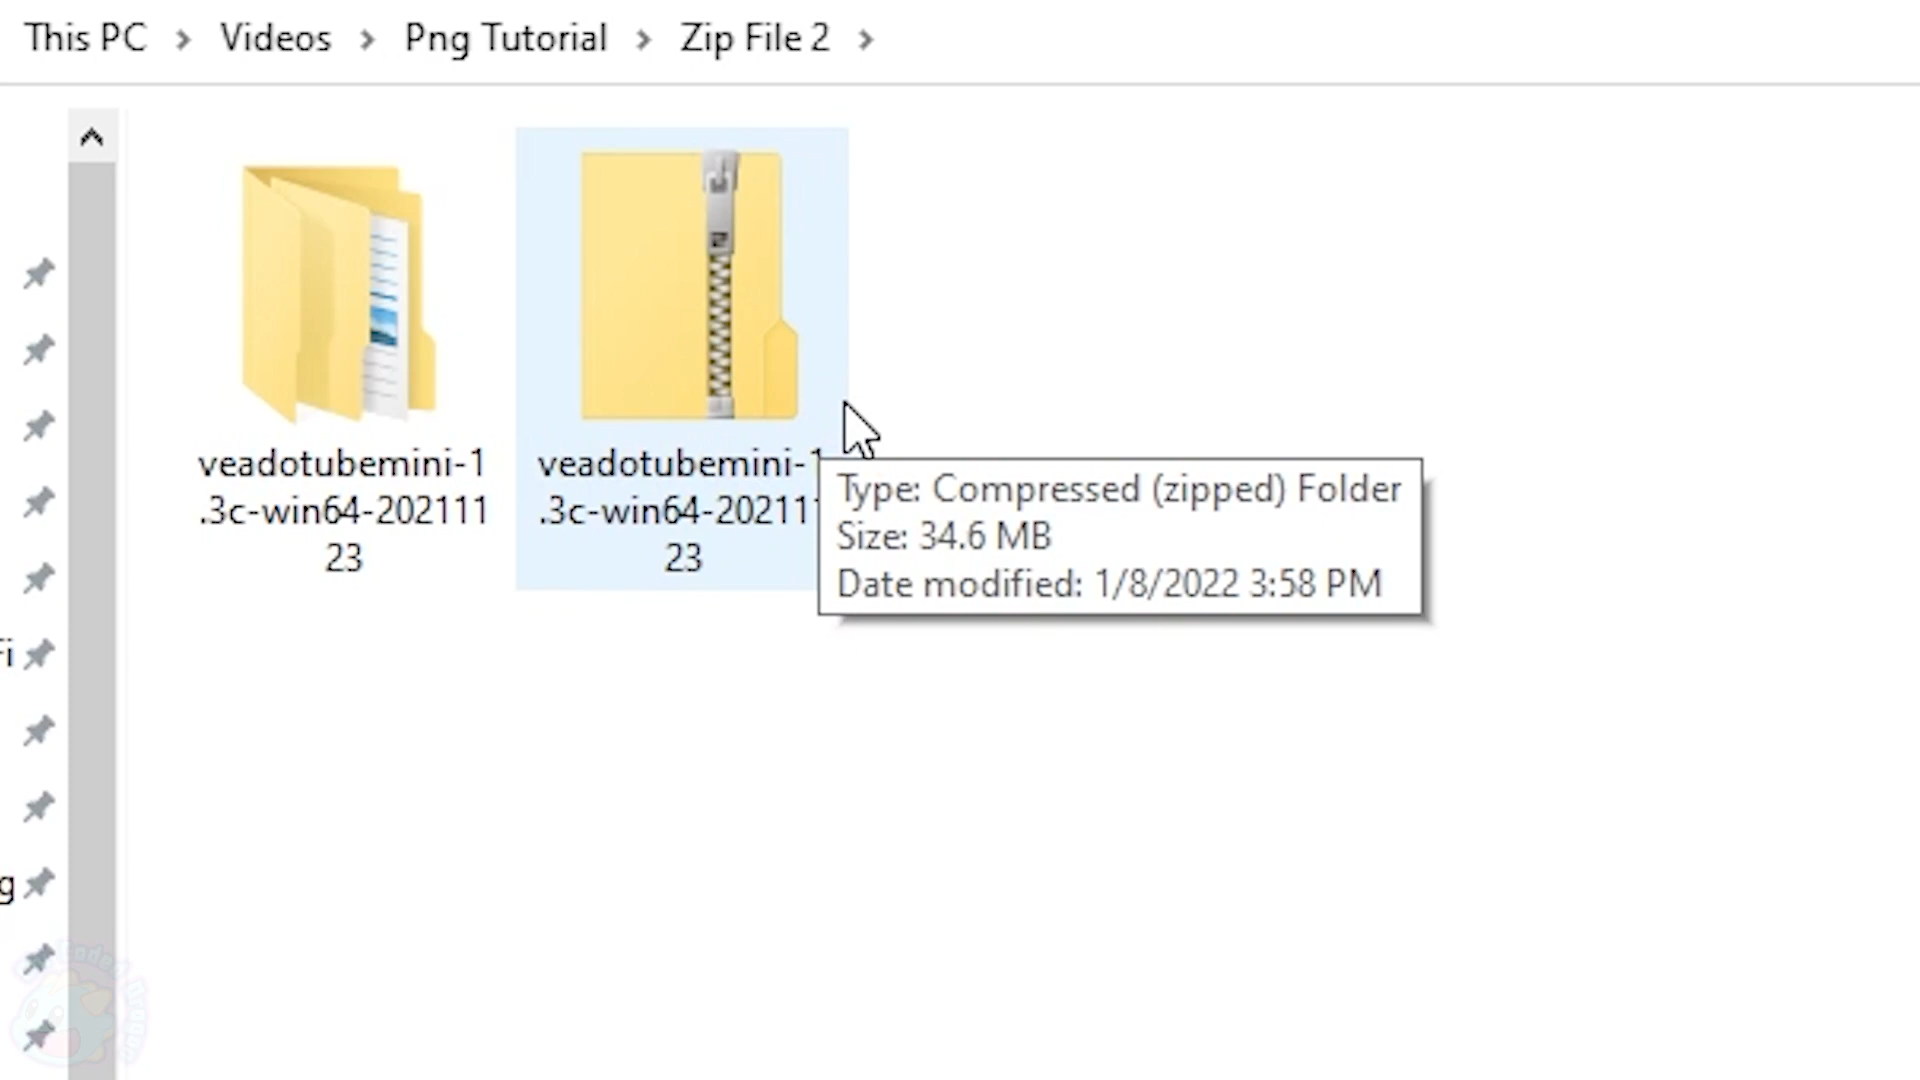 This PC > Videos > Png Tutorial > Zip File 2 >
veadotubemini-1
.3c-win64-202111
23
veadotubemini-1
.3c-win64-20211
23
Type: Compressed (zipped) Folder
Size: 34.6 MB
Date modified: 1/8/2022 3:58 PM
g